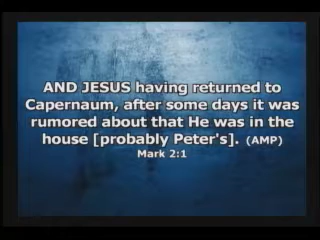 AND JESUS having returned to
Capernaum, after some days it was
rumored about that He was in the
house [probably Peter's]. (AMP)
Mark 2:1